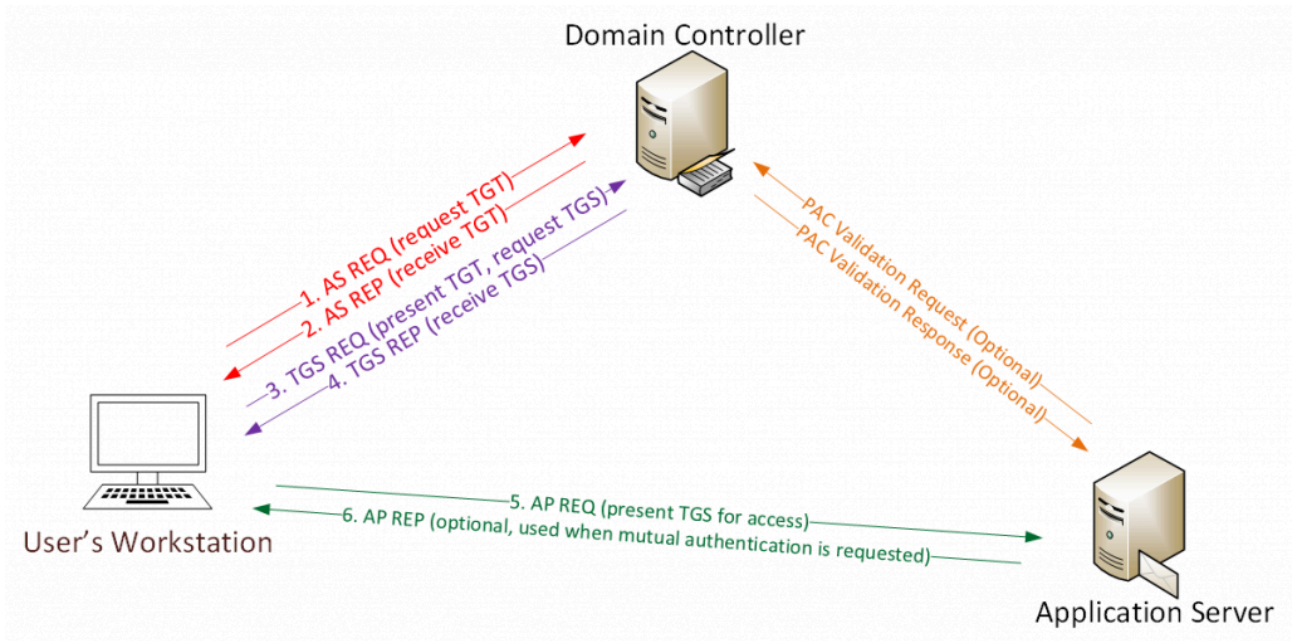 Domain Controller
1. AS REQ (request TGT)
2. AS REP (receive TGT)
3. TGS REQ (present TGT, request TGS)
4. TGS REP (receive TGS)
PAC Validation Request (Optional)
PAC Validation Response (Optional)
5. AP REQ (present TGS for access)
6. AP REP (optional, used when mutual authentication is requested)
User's Workstation
Application Server